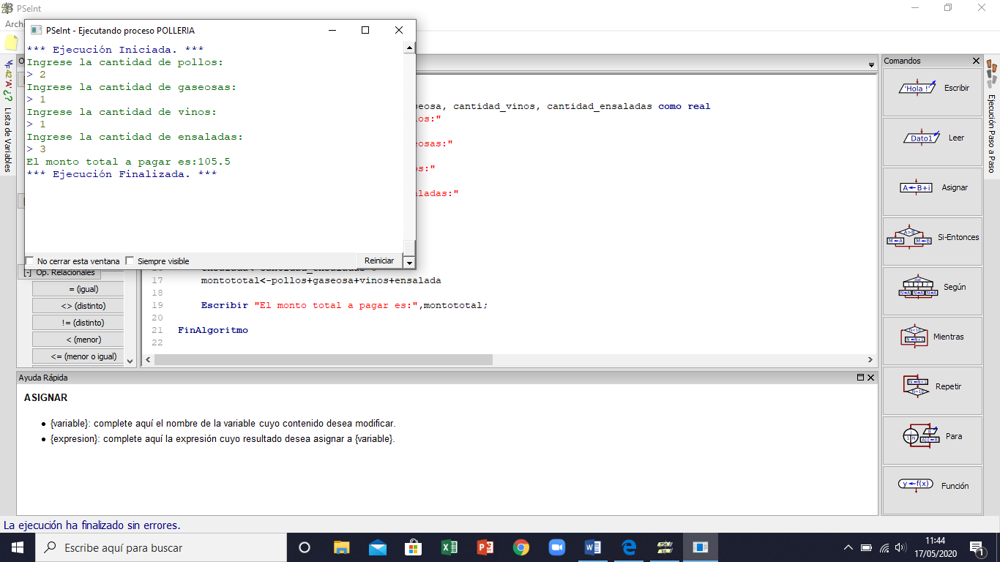 PSeInt
Archi
PSeInt - Ejecutando proceso POLLERIA
*** Ejecución Iniciada. ***
Ingrese la cantidad de pollos:
> 2
Ingrese la cantidad de gaseosas:
> 1
Ingrese la cantidad de vinos:
> 1
Ingrese la cantidad de ensaladas:
> 3
El monto total a pagar es:105.5
*** Ejecución Finalizada. ***
No cerrar esta ventana
Siempre visible
Reiniciar
Lista de Variables
seosa, cantidad_vinos, cantidad_ensaladas como real
los:"
eosas:"
os:"
aladas:"
17 montototal<-pollos+gaseosa+vinos+ensalada
18
19 Escribir "El monto total a pagar es:",montototal;
20
21 FinAlgoritmo
22
[-] Op. Relacionales
= (igual)
<> (distinto)
!= (distinto)
< (menor)
<= (menor o igual)
Comandos
'Hola !' Escribir
Dato1 Leer
A←B+i Asignar
A>B M←A M←B Si-Entonces
Según
Mientras
Repetir
Para
y←f(x) Función
Ejecución Paso a Paso
Ayuda Rápida
ASIGNAR
• {variable}: complete aquí el nombre de la variable cuyo contenido desea modificar.
• {expresion}: complete aquí la expresión cuyo resultado desea asignar a {variable}.
La ejecución ha finalizado sin errores.
Escribe aquí para buscar
11:44
17/05/2020
1